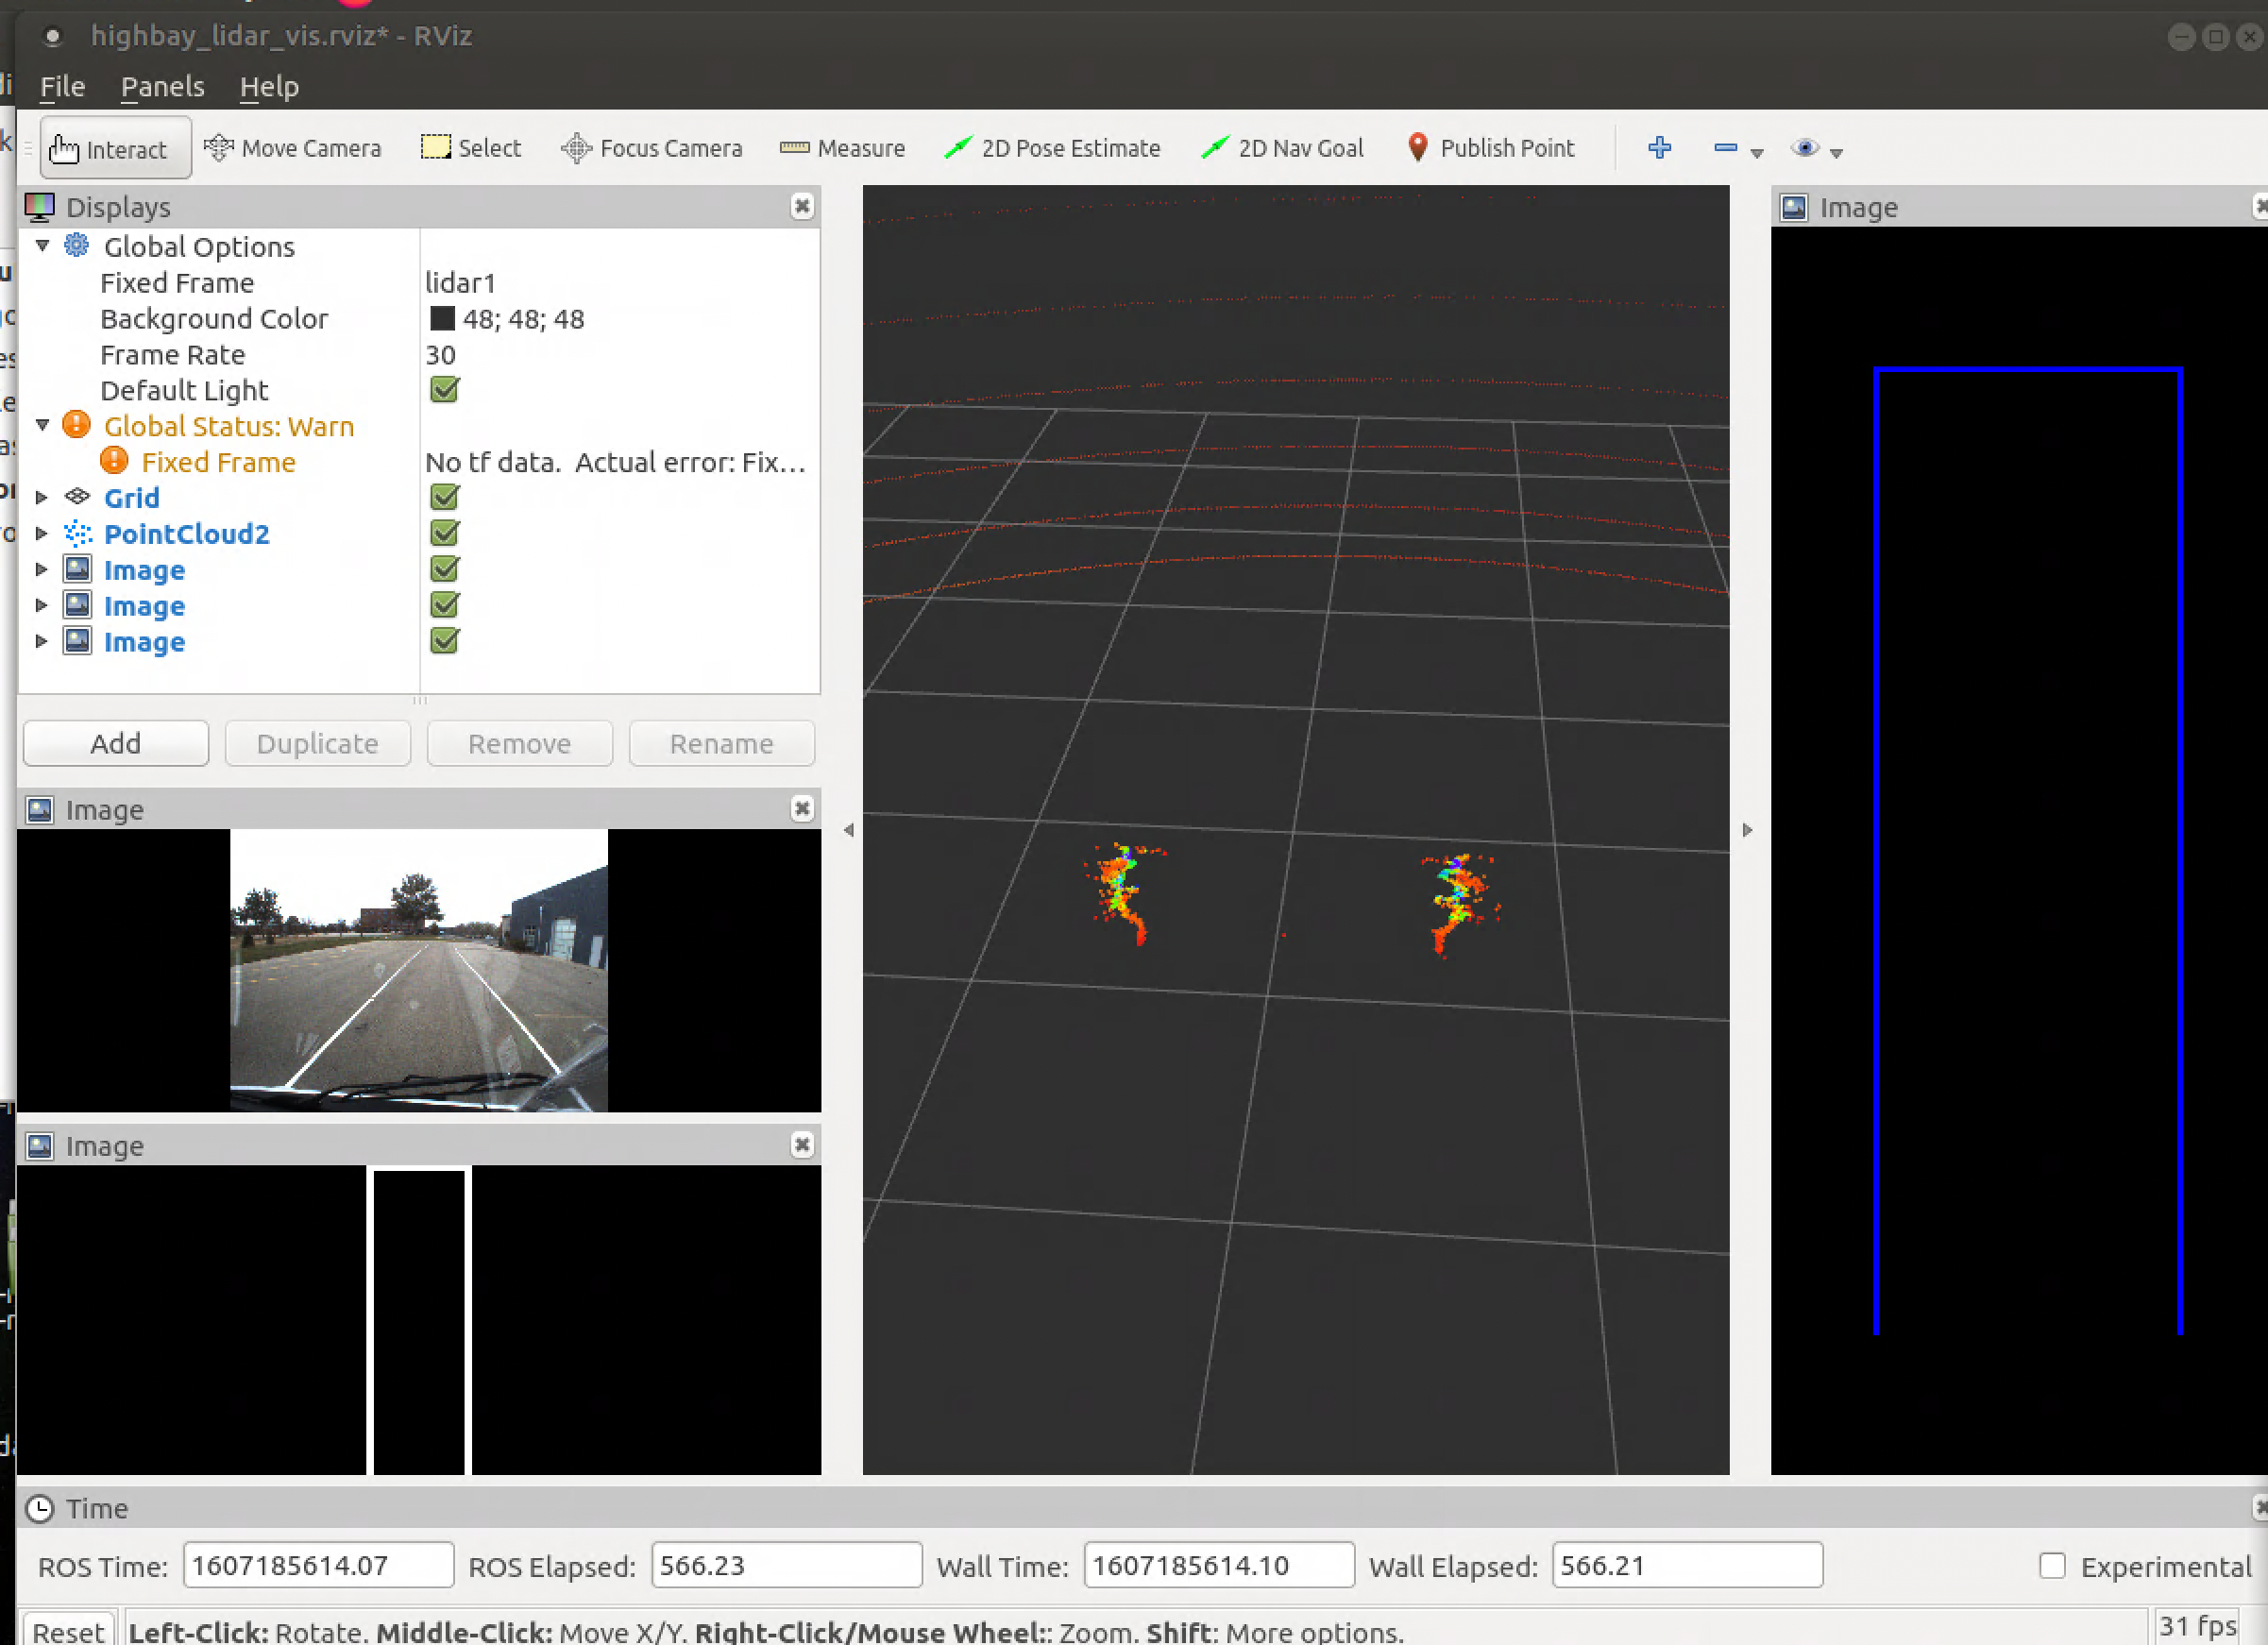 highbay_lidar_vis.rviz* - RViz
File Panels Help
Interact Move Camera Select Focus Camera Measure 2D Pose Estimate 2D Nav Goal Publish Point
Displays
Global Options
Fixed Frame lidar1
Background Color 48; 48; 48
Frame Rate 30
Default Light
Global Status: Warn
Fixed Frame No tf data. Actual error: Fix...
Grid
PointCloud2
Image
Image
Image
Add Duplicate Remove Rename
Image
Image
Image
Time
ROS Time: 1607185614.07 ROS Elapsed: 566.23 Wall Time: 1607185614.10 Wall Elapsed: 566.21 Experimental
Reset Left-Click: Rotate. Middle-Click: Move X/Y. Right-Click/Mouse Wheel:: Zoom. Shift: More options. 31 fps